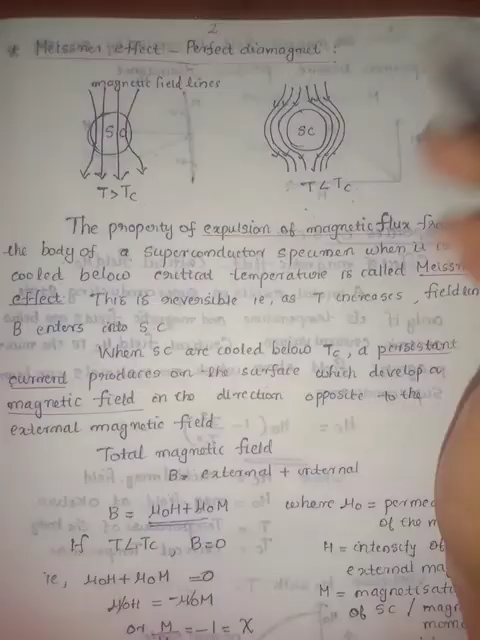 2
* Meissner effect - Perfect diamagnet :
magnetic field lines
SC
SC
T > Tc
T < Tc
The property of expulsion of magnetic flux
the body of a superconductor specimen when it is
cooled below critical temperature is called Meissn
effect. This is reversible ie, as T increases, field lin
B enters into SC
When SC are cooled below Tc, a persistant
current produces on the surface which develop a
magnetic field in the direction opposite to the
external magnetic field
Total magnetic field
B = external + internal
B = μ0H + μ0M
where μ0 = permea
of the
If T < Tc, B = 0
H = intensity of
external mag
ie, μ0H + μ0M = 0
M = magnetisati
μ0H = -μ0M
of SC / magn
mome
or M/H = -1 = χ